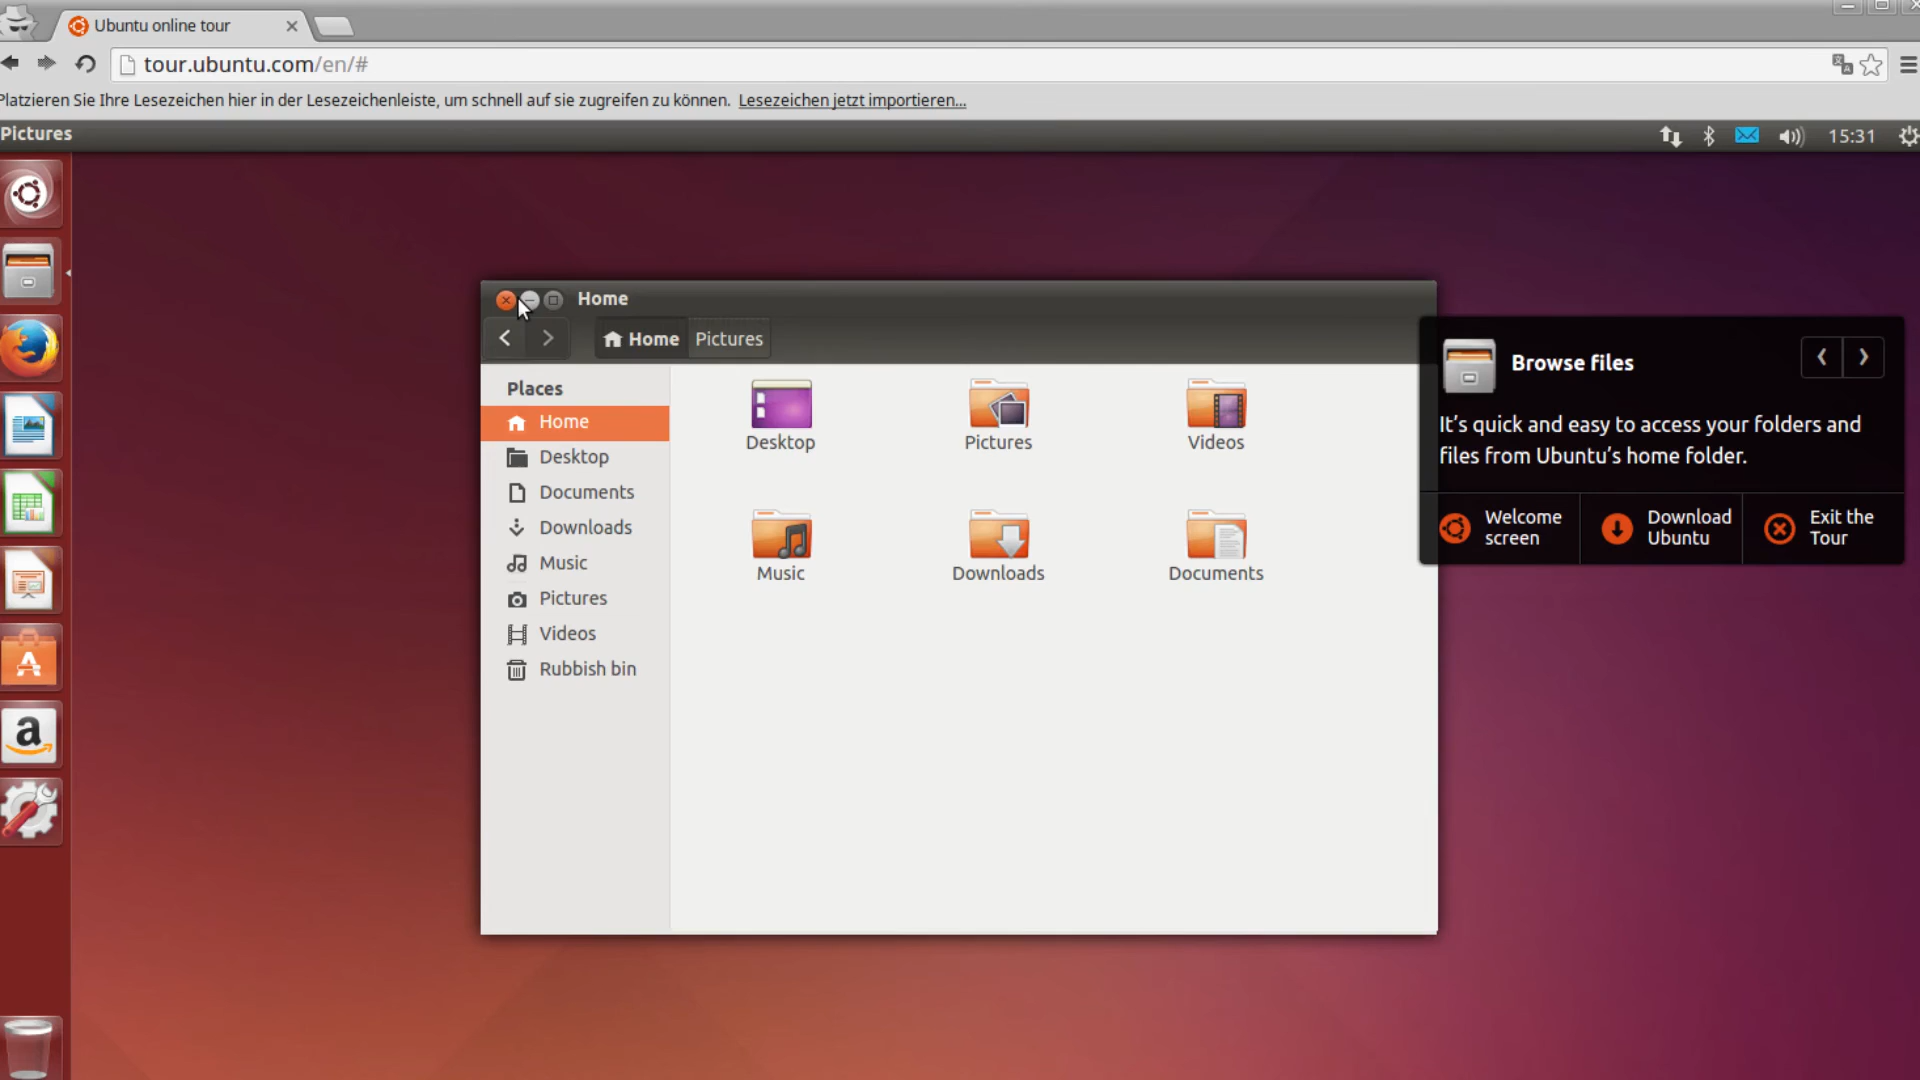 Ubuntu online tour
tour.ubuntu.com/en/#
Platzieren Sie Ihre Lesezeichen hier in der Lesezeichenleiste, um schnell auf sie zugreifen zu können. Lesezeichen jetzt importieren...
Pictures
15:31
Home
Home Pictures
Places
Home
Desktop
Documents
Downloads
Music
Pictures
Videos
Rubbish bin
Desktop
Pictures
Videos
Music
Downloads
Documents
Browse files
It’s quick and easy to access your folders and
files from Ubuntu’s home folder.
Welcome
screen
Download
Ubuntu
Exit the
Tour